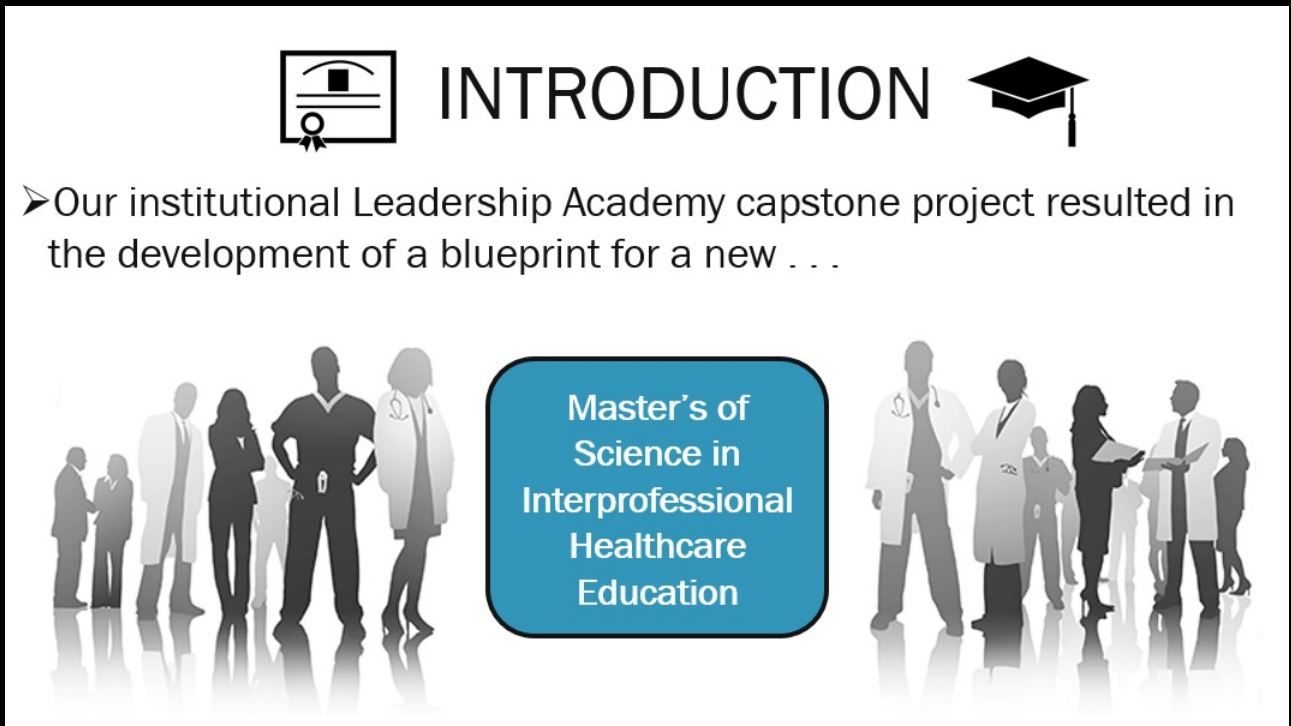 INTRODUCTION
➢Our institutional Leadership Academy capstone project resulted in
the development of a blueprint for a new . . .
Master’s of
Science in
Interprofessional
Healthcare
Education